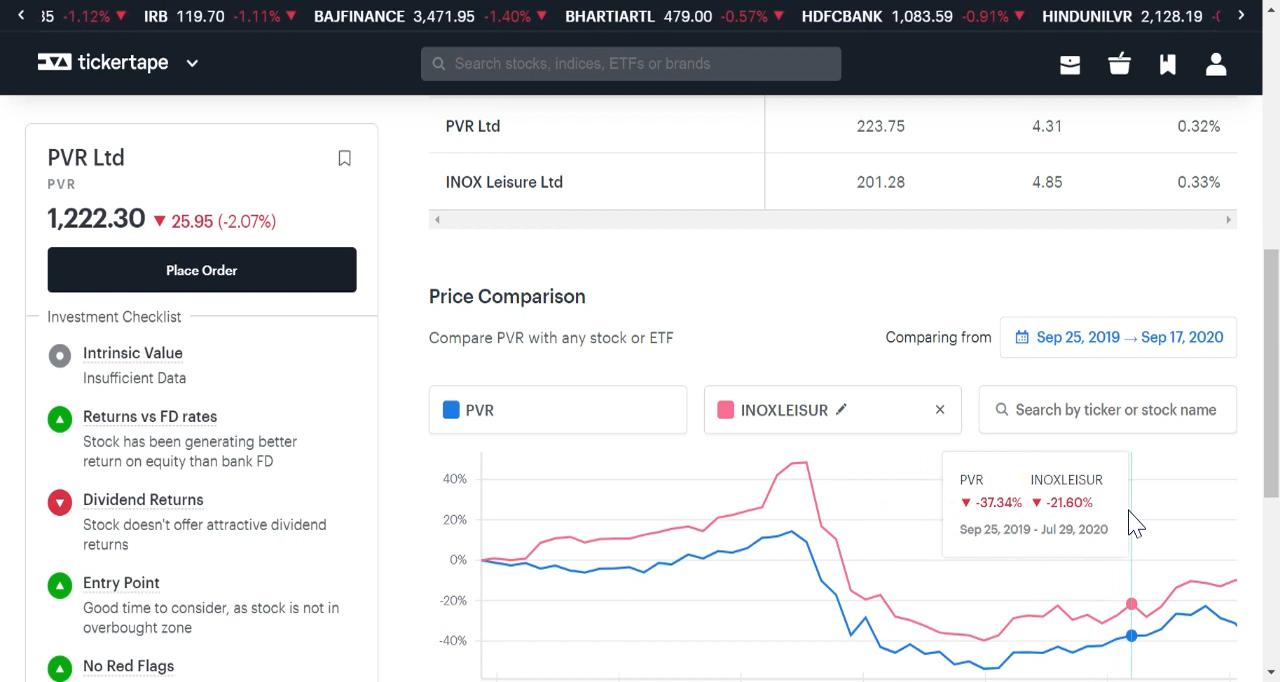 35 -1.12% ▼ IRB 119.70 -1.11% ▼ BAJFINANCE 3,471.95 -1.40% ▼ BHARTIARTL 479.00 -0.57% ▼ HDFCBANK 1,083.59 -0.91% ▼ HINDUNILVR 2,128.19
tickertape
Search stocks, indices, ETFs or brands
PVR Ltd
PVR
1,222.30 ▼ 25.95 (-2.07%)
Place Order
Investment Checklist
Intrinsic Value
Insufficient Data
Returns vs FD rates
Stock has been generating better
return on equity than bank FD
Dividend Returns
Stock doesn't offer attractive dividend
returns
Entry Point
Good time to consider, as stock is not in
overbought zone
No Red Flags
PVR Ltd 223.75 4.31 0.32%
INOX Leisure Ltd 201.28 4.85 0.33%
Price Comparison
Compare PVR with any stock or ETF
Comparing from Sep 25, 2019 → Sep 17, 2020
PVR
INOXLEISUR
Search by ticker or stock name
40%
20%
0%
-20%
-40%
PVR INOXLEISUR
▼ -37.34% ▼ -21.60%
Sep 25, 2019 - Jul 29, 2020